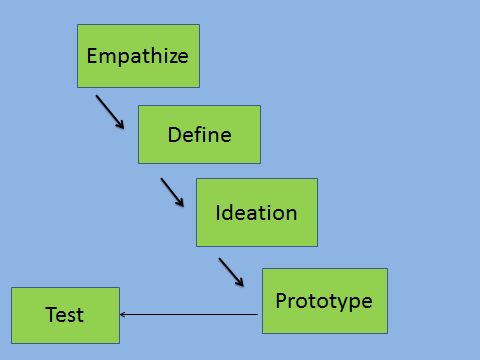 Empathize
Define
Ideation
Prototype
Test